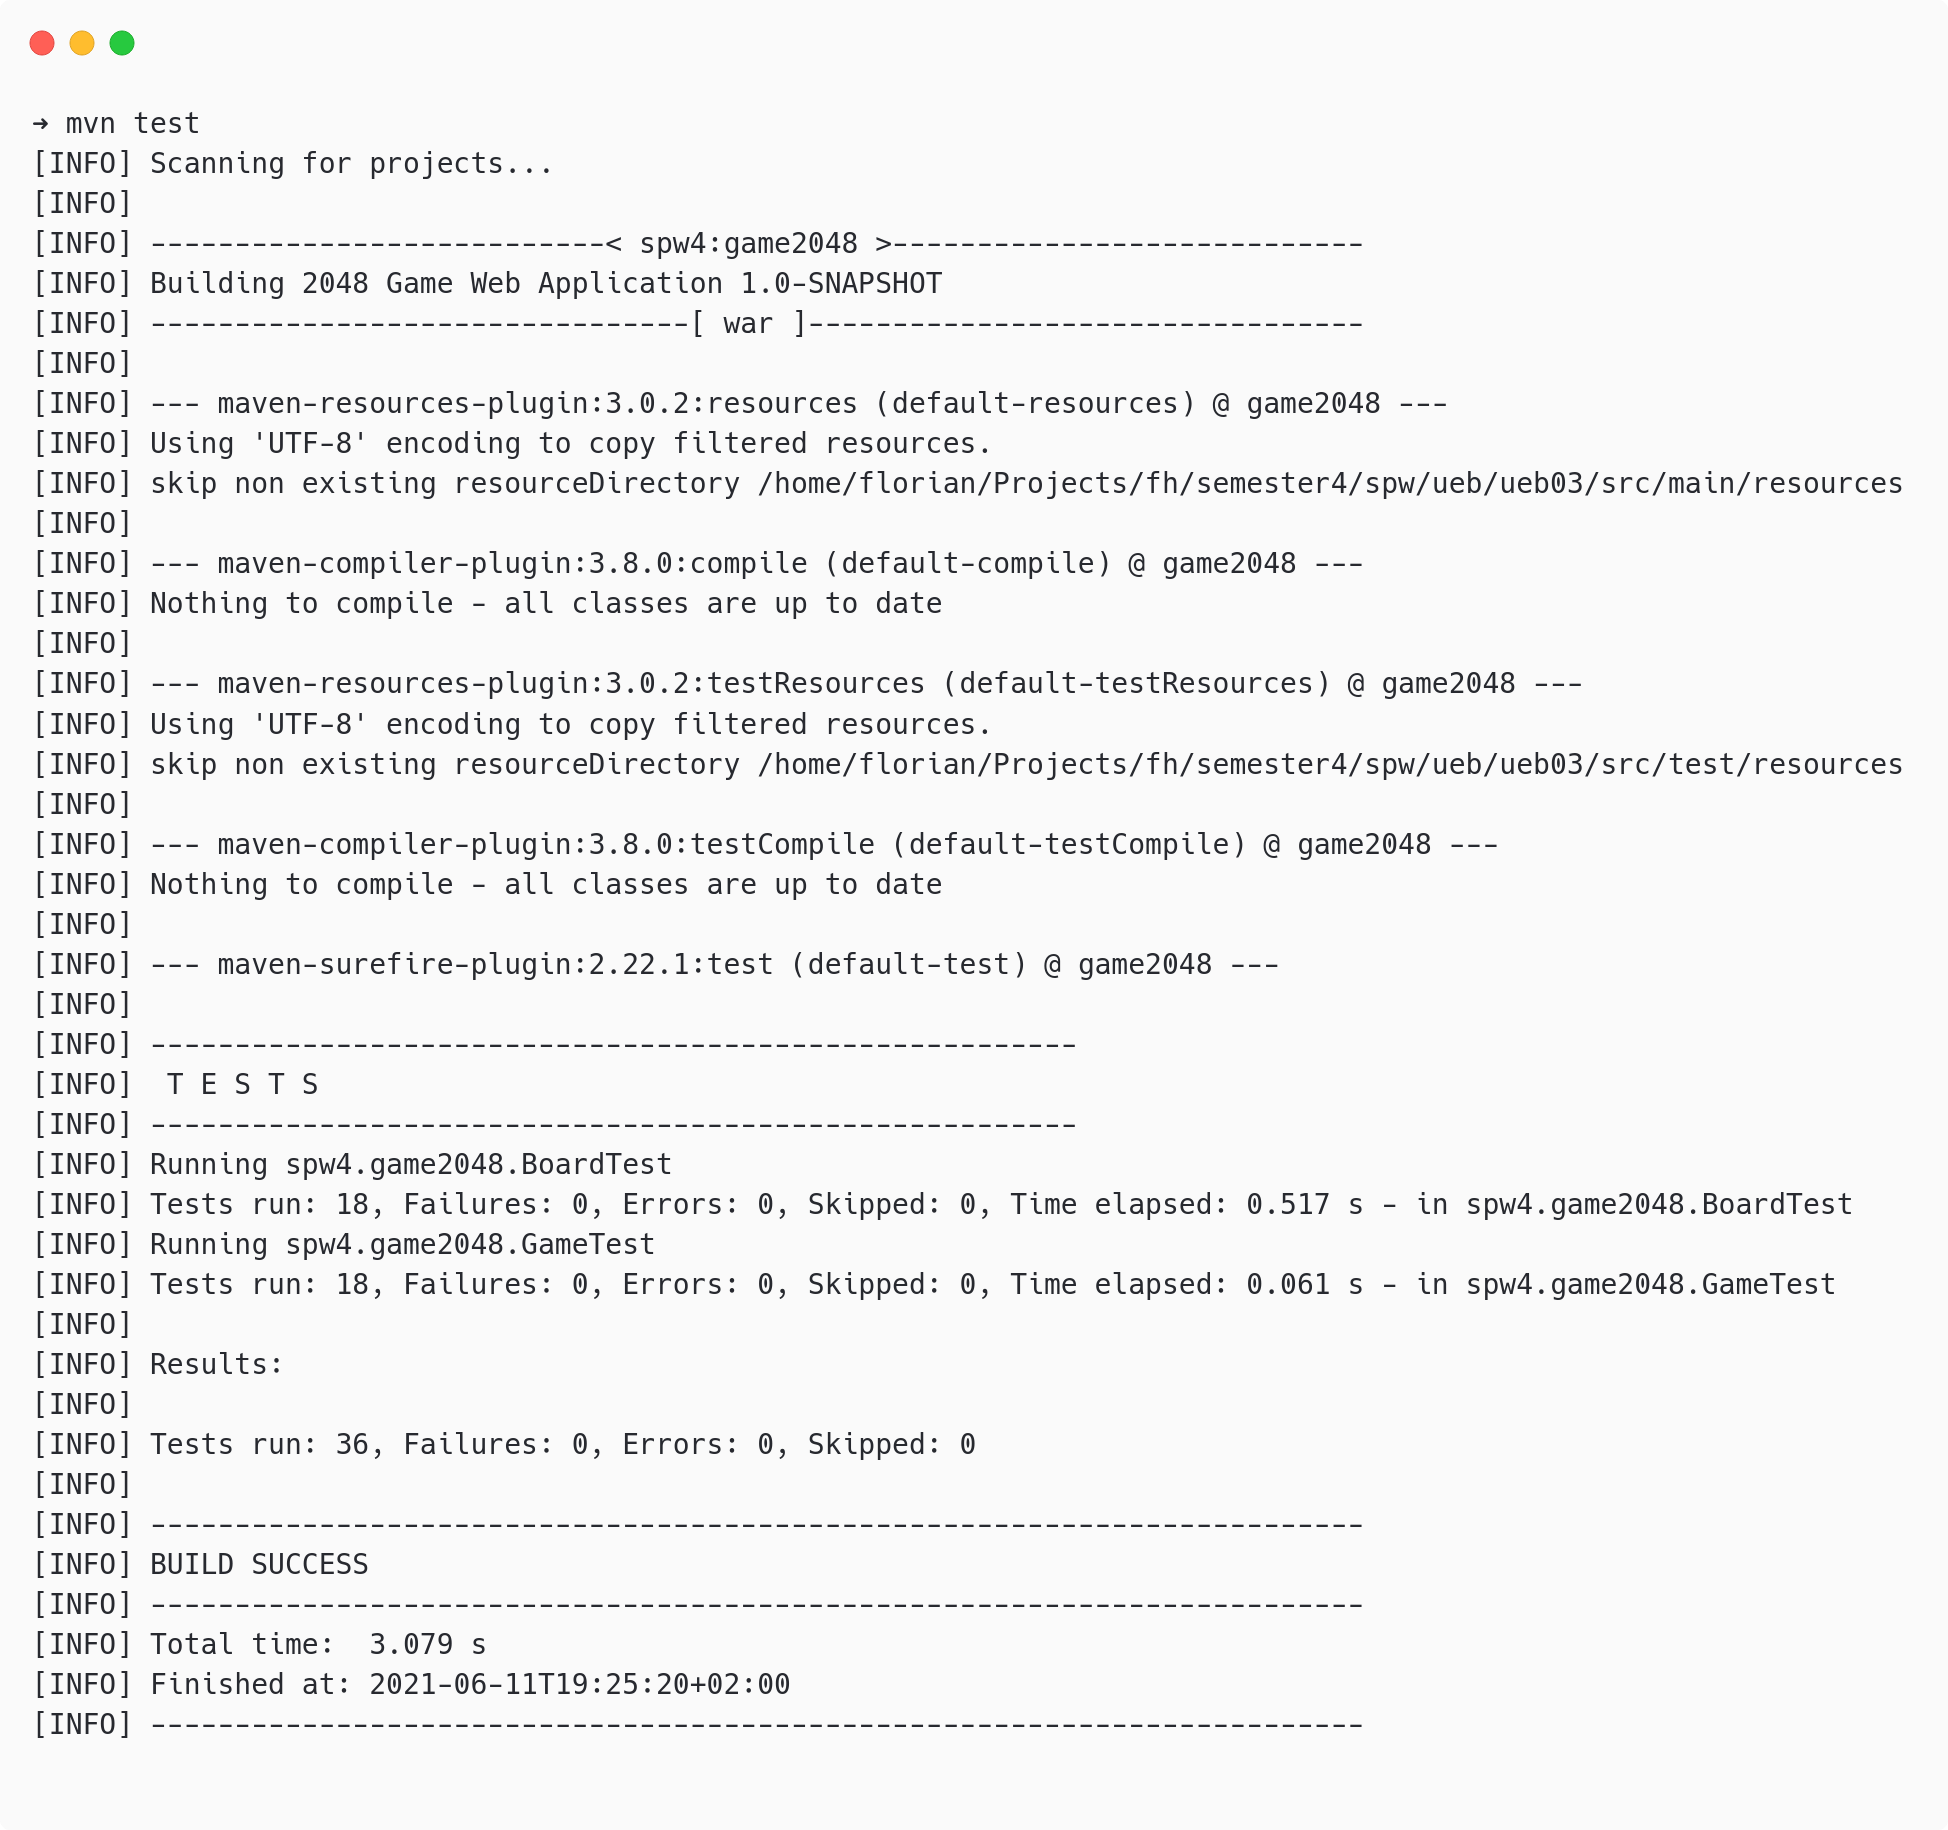 ➜ mvn test
[INFO] Scanning for projects...
[INFO]
[INFO] ---------------------------< spw4:game2048 >----------------------------
[INFO] Building 2048 Game Web Application 1.0-SNAPSHOT
[INFO] --------------------------------[ war ]---------------------------------
[INFO]
[INFO] --- maven-resources-plugin:3.0.2:resources (default-resources) @ game2048 ---
[INFO] Using 'UTF-8' encoding to copy filtered resources.
[INFO] skip non existing resourceDirectory /home/florian/Projects/fh/semester4/spw/ueb/ueb03/src/main/resources
[INFO]
[INFO] --- maven-compiler-plugin:3.8.0:compile (default-compile) @ game2048 ---
[INFO] Nothing to compile - all classes are up to date
[INFO]
[INFO] --- maven-resources-plugin:3.0.2:testResources (default-testResources) @ game2048 ---
[INFO] Using 'UTF-8' encoding to copy filtered resources.
[INFO] skip non existing resourceDirectory /home/florian/Projects/fh/semester4/spw/ueb/ueb03/src/test/resources
[INFO]
[INFO] --- maven-compiler-plugin:3.8.0:testCompile (default-testCompile) @ game2048 ---
[INFO] Nothing to compile - all classes are up to date
[INFO]
[INFO] --- maven-surefire-plugin:2.22.1:test (default-test) @ game2048 ---
[INFO]
[INFO] -------------------------------------------------------
[INFO]  T E S T S
[INFO] -------------------------------------------------------
[INFO] Running spw4.game2048.BoardTest
[INFO] Tests run: 18, Failures: 0, Errors: 0, Skipped: 0, Time elapsed: 0.517 s - in spw4.game2048.BoardTest
[INFO] Running spw4.game2048.GameTest
[INFO] Tests run: 18, Failures: 0, Errors: 0, Skipped: 0, Time elapsed: 0.061 s - in spw4.game2048.GameTest
[INFO]
[INFO] Results:
[INFO]
[INFO] Tests run: 36, Failures: 0, Errors: 0, Skipped: 0
[INFO]
[INFO] ------------------------------------------------------------------------
[INFO] BUILD SUCCESS
[INFO] ------------------------------------------------------------------------
[INFO] Total time:  3.079 s
[INFO] Finished at: 2021-06-11T19:25:20+02:00
[INFO] ------------------------------------------------------------------------